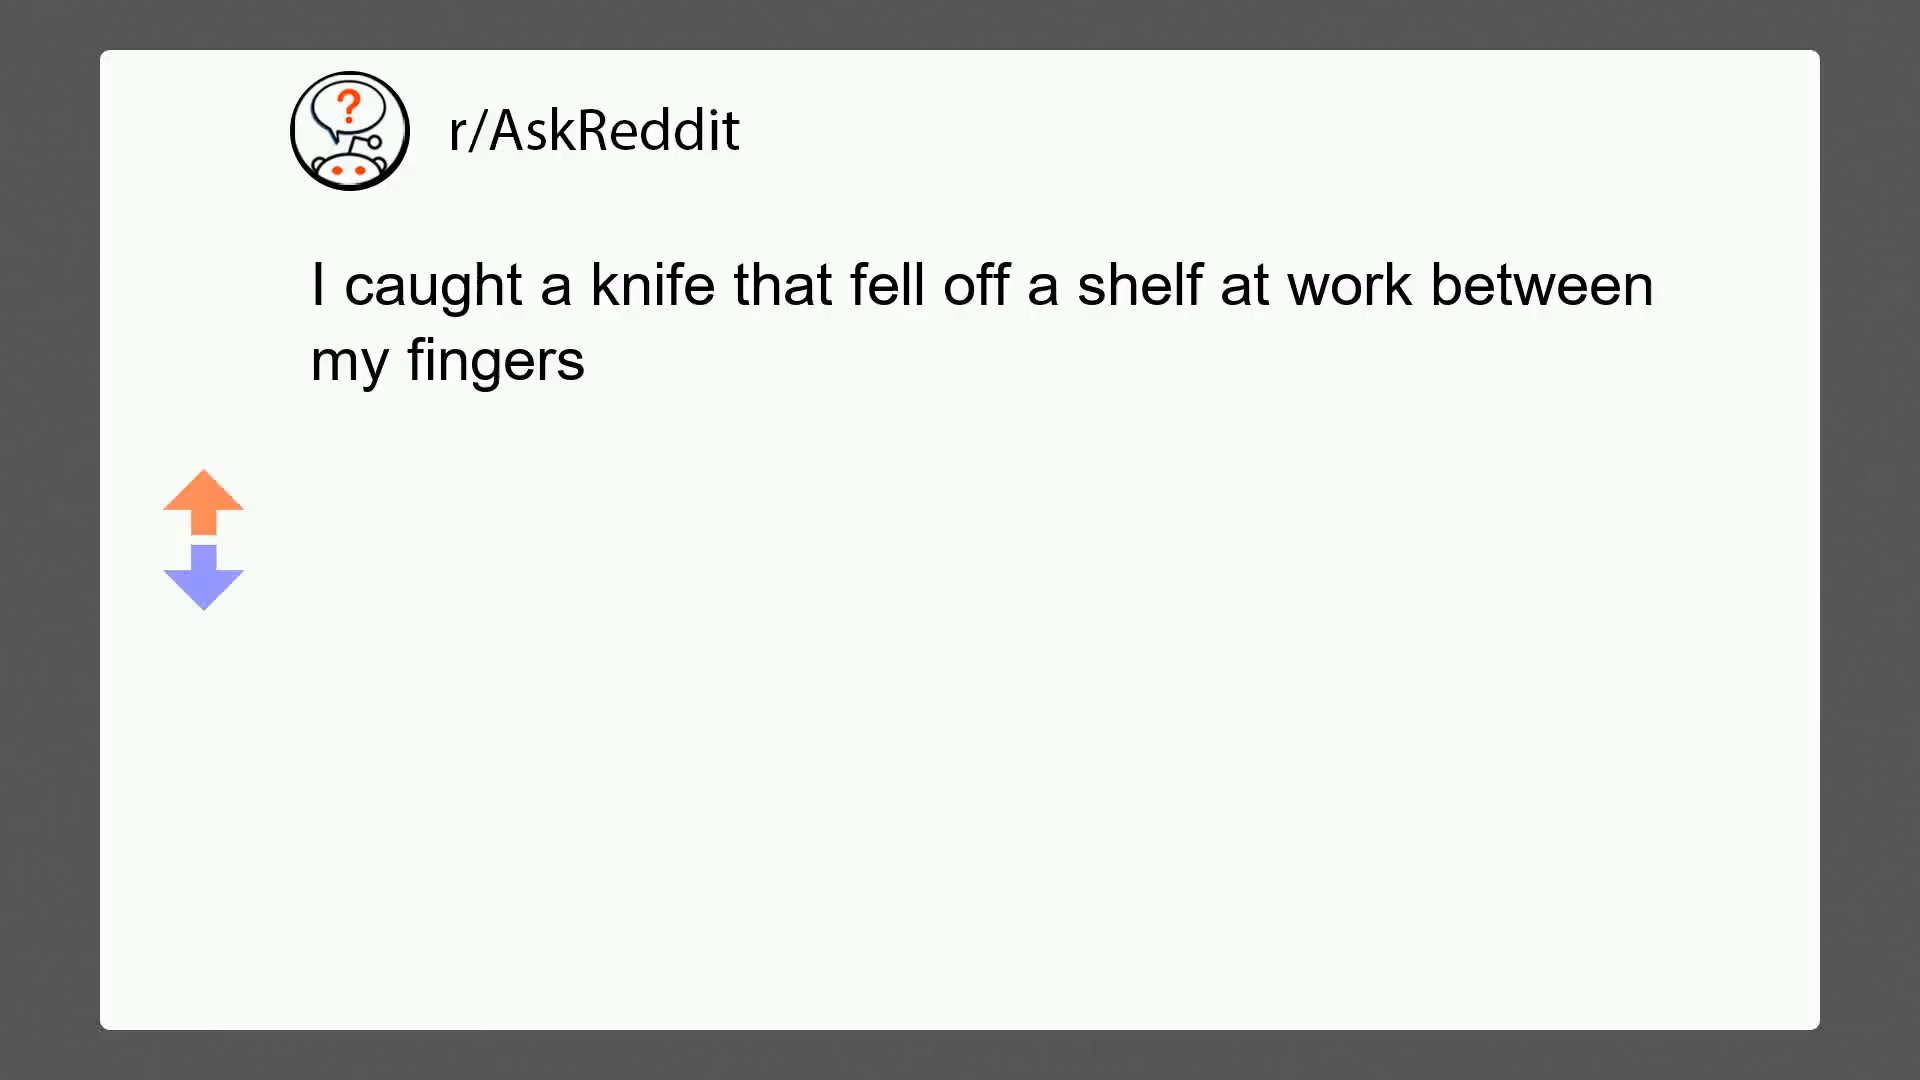 r/AskReddit
I caught a knife that fell off a shelf at work between
my fingers